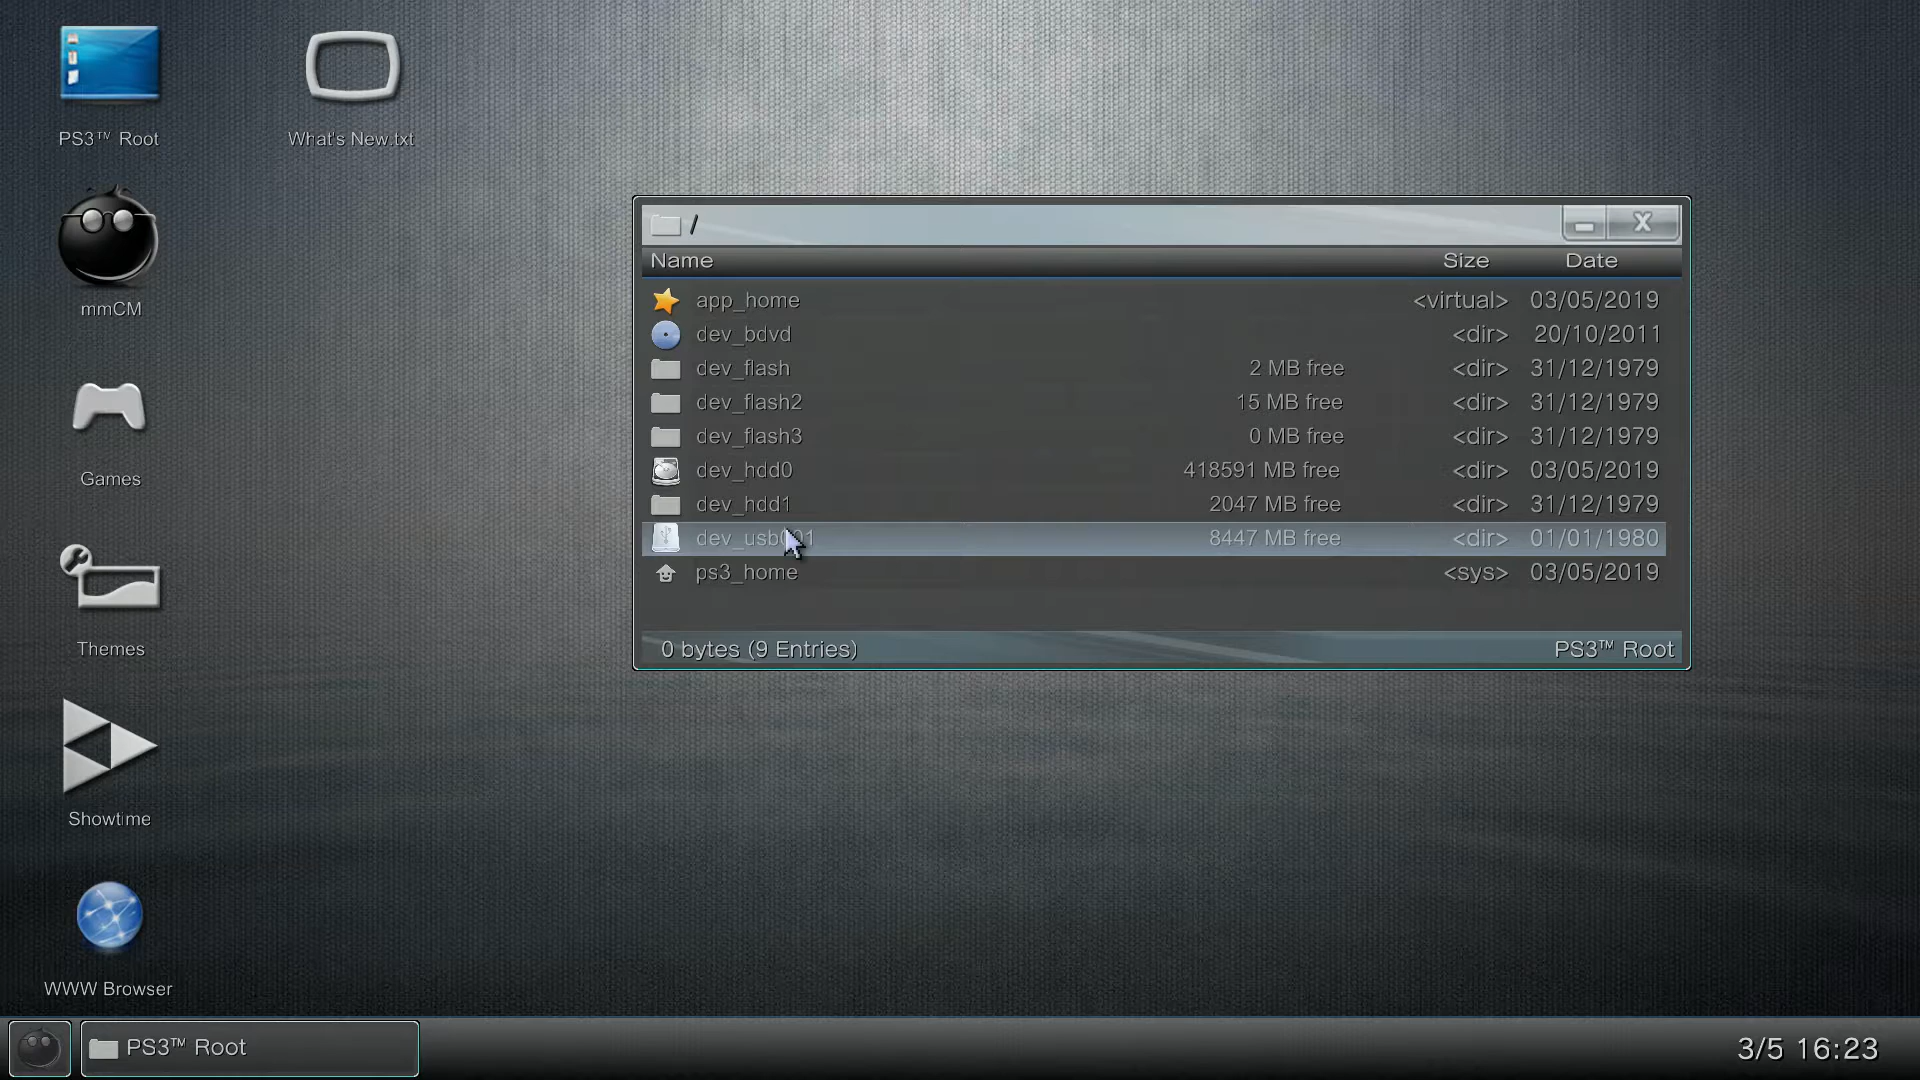 PS3™ Root
What's New.txt
mmCM
Games
Themes
Showtime
WWW Browser
/
X
Name Size Date
app_home <virtual> 03/05/2019
dev_bdvd <dir> 20/10/2011
dev_flash 2 MB free <dir> 31/12/1979
dev_flash2 15 MB free <dir> 31/12/1979
dev_flash3 0 MB free <dir> 31/12/1979
dev_hdd0 418591 MB free <dir> 03/05/2019
dev_hdd1 2047 MB free <dir> 31/12/1979
dev_usb001 8447 MB free <dir> 01/01/1980
ps3_home <sys> 03/05/2019
0 bytes (9 Entries) PS3™ Root
PS3™ Root
3/5 16:23